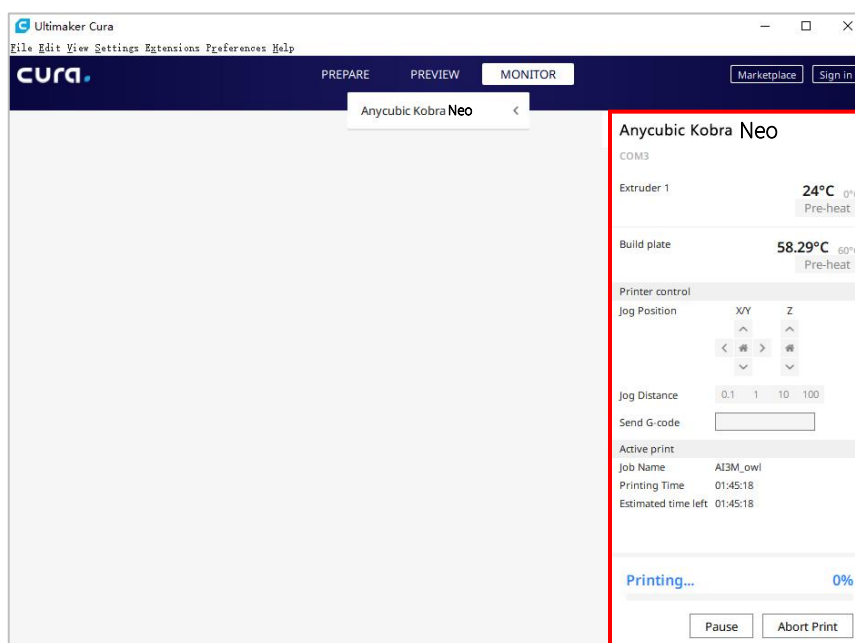 Ultimaker Cura
File Edit View Settings Extensions Preferences Help
cura.
PREPARE PREVIEW MONITOR
Marketplace Sign in
Anycubic Kobra Neo
Anycubic Kobra Neo
COM3
Extruder 1 24°C 0°
Pre-heat
Build plate 58.29°C 60°
Pre-heat
Printer control
Jog Position X/Y Z
Jog Distance 0.1 1 10 100
Send G-code
Active print
Job Name AI3M_owl
Printing Time 01:45:18
Estimated time left 01:45:18
Printing... 0%
Pause Abort Print